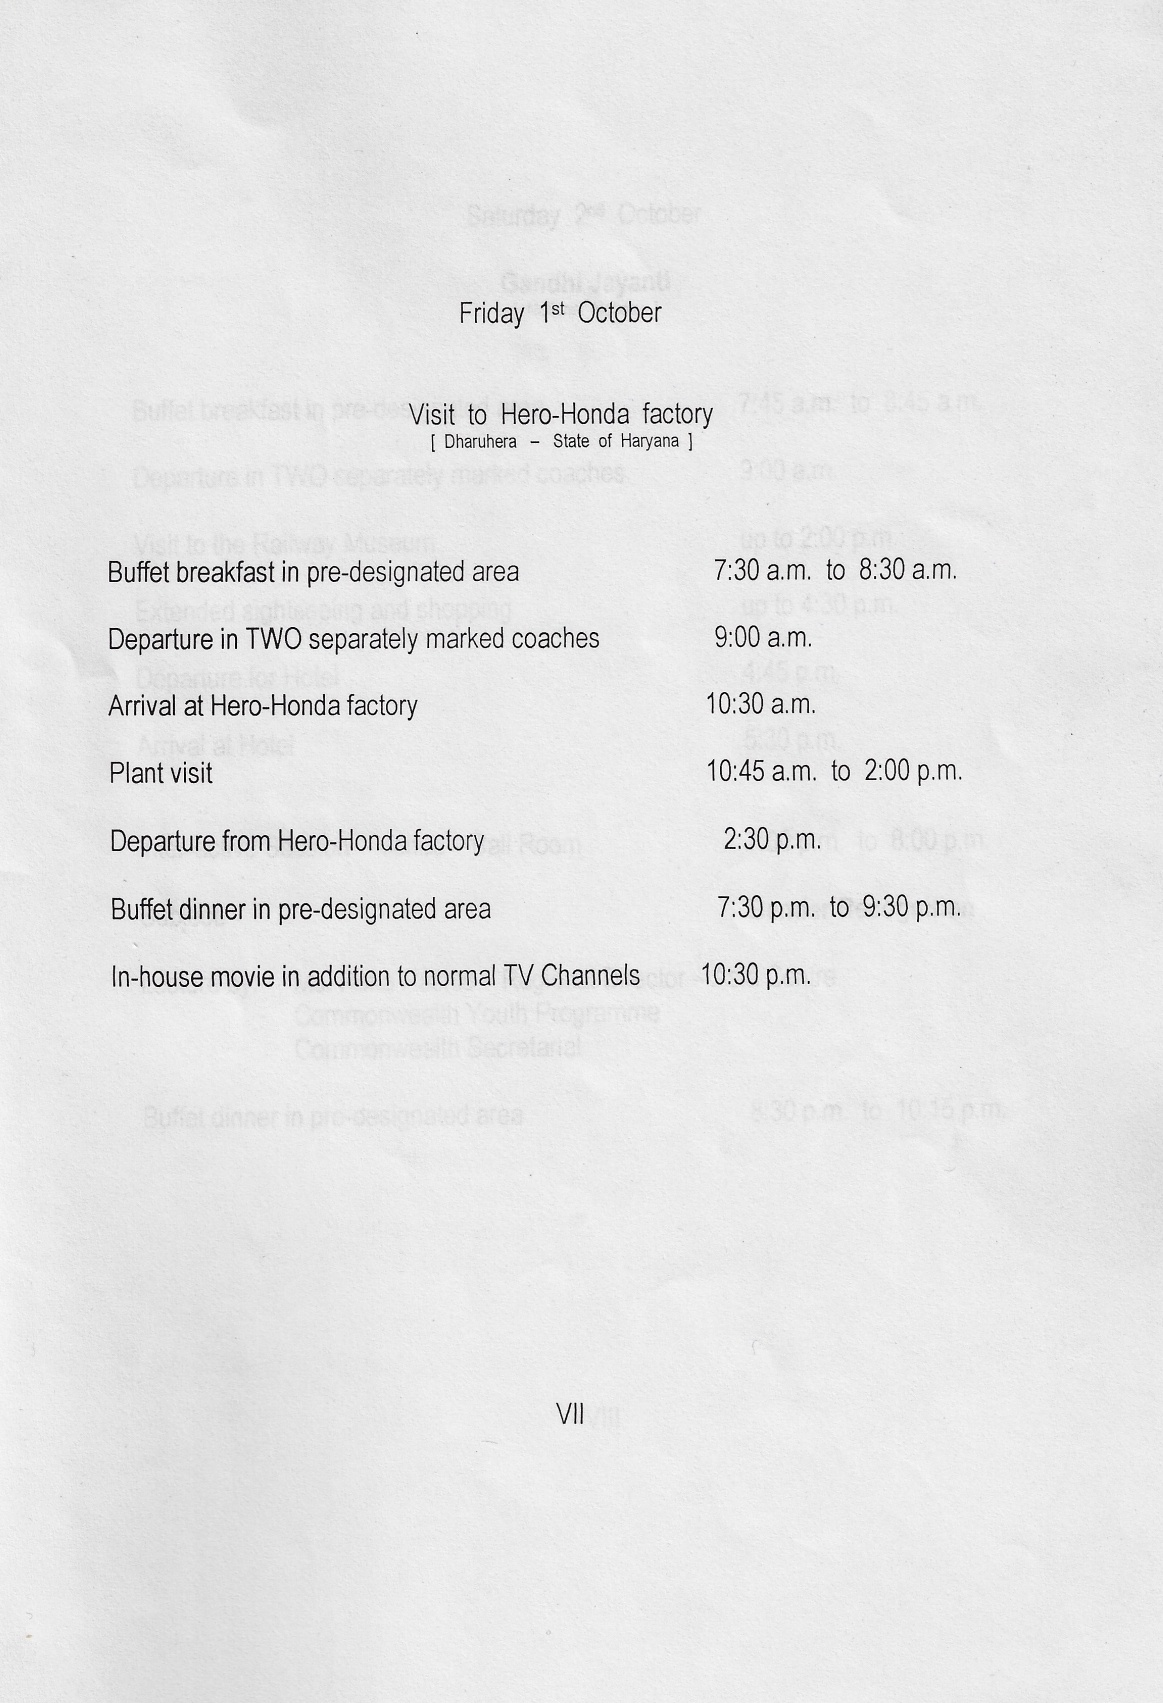 Friday 1st October
Visit to Hero-Honda factory
[ Dharuhera – State of Haryana ]
Buffet breakfast in pre-designated area 7:30 a.m. to 8:30 a.m.
Departure in TWO separately marked coaches 9:00 a.m.
Arrival at Hero-Honda factory 10:30 a.m.
Plant visit 10:45 a.m. to 2:00 p.m.
Departure from Hero-Honda factory 2:30 p.m.
Buffet dinner in pre-designated area 7:30 p.m. to 9:30 p.m.
In-house movie in addition to normal TV Channels 10:30 p.m.
VII